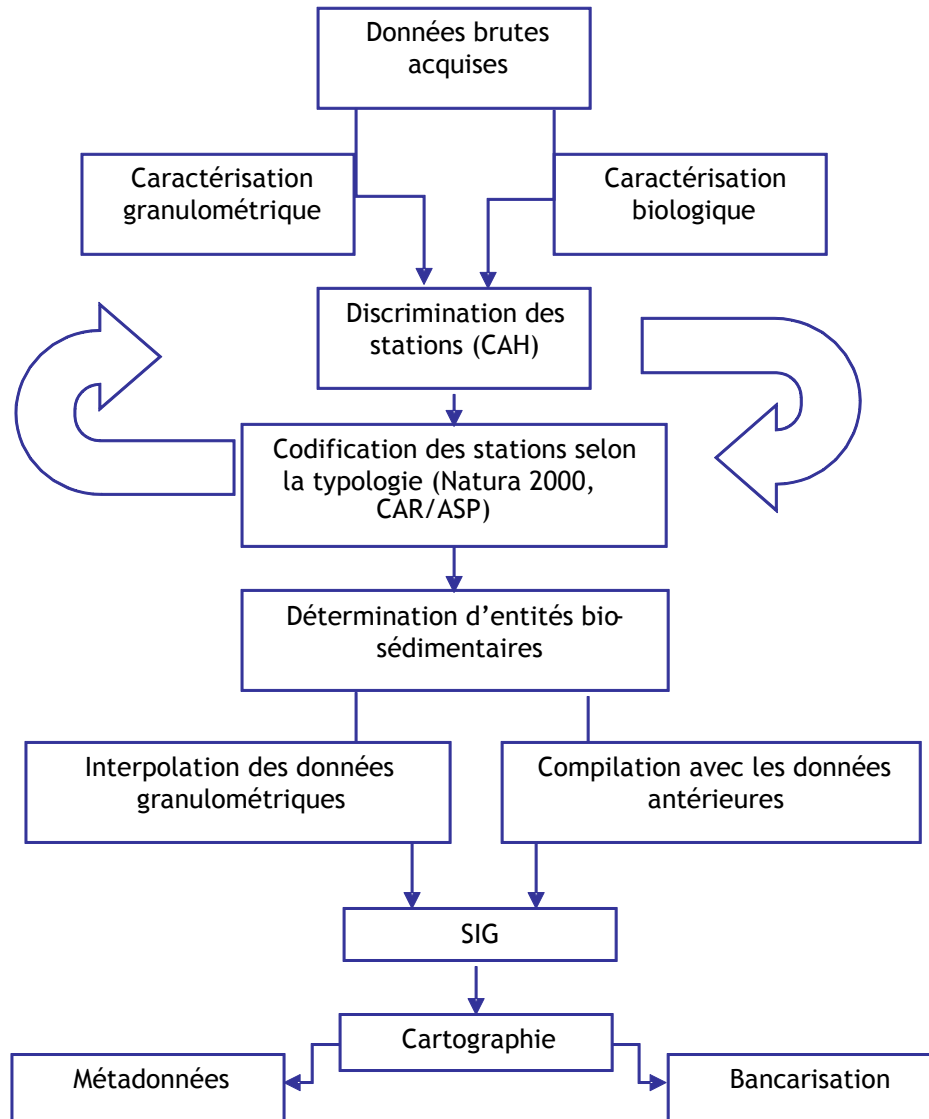 Données brutes
acquises
Caractérisation
granulométrique
Caractérisation
biologique
Discrimination des
stations (CAH)
Codification des stations selon
la typologie (Natura 2000,
CAR/ASP)
Détermination d’entités bio-
sédimentaires
Interpolation des données
granulométriques
Compilation avec les données
antérieures
SIG
Cartographie
Métadonnées
Bancarisation